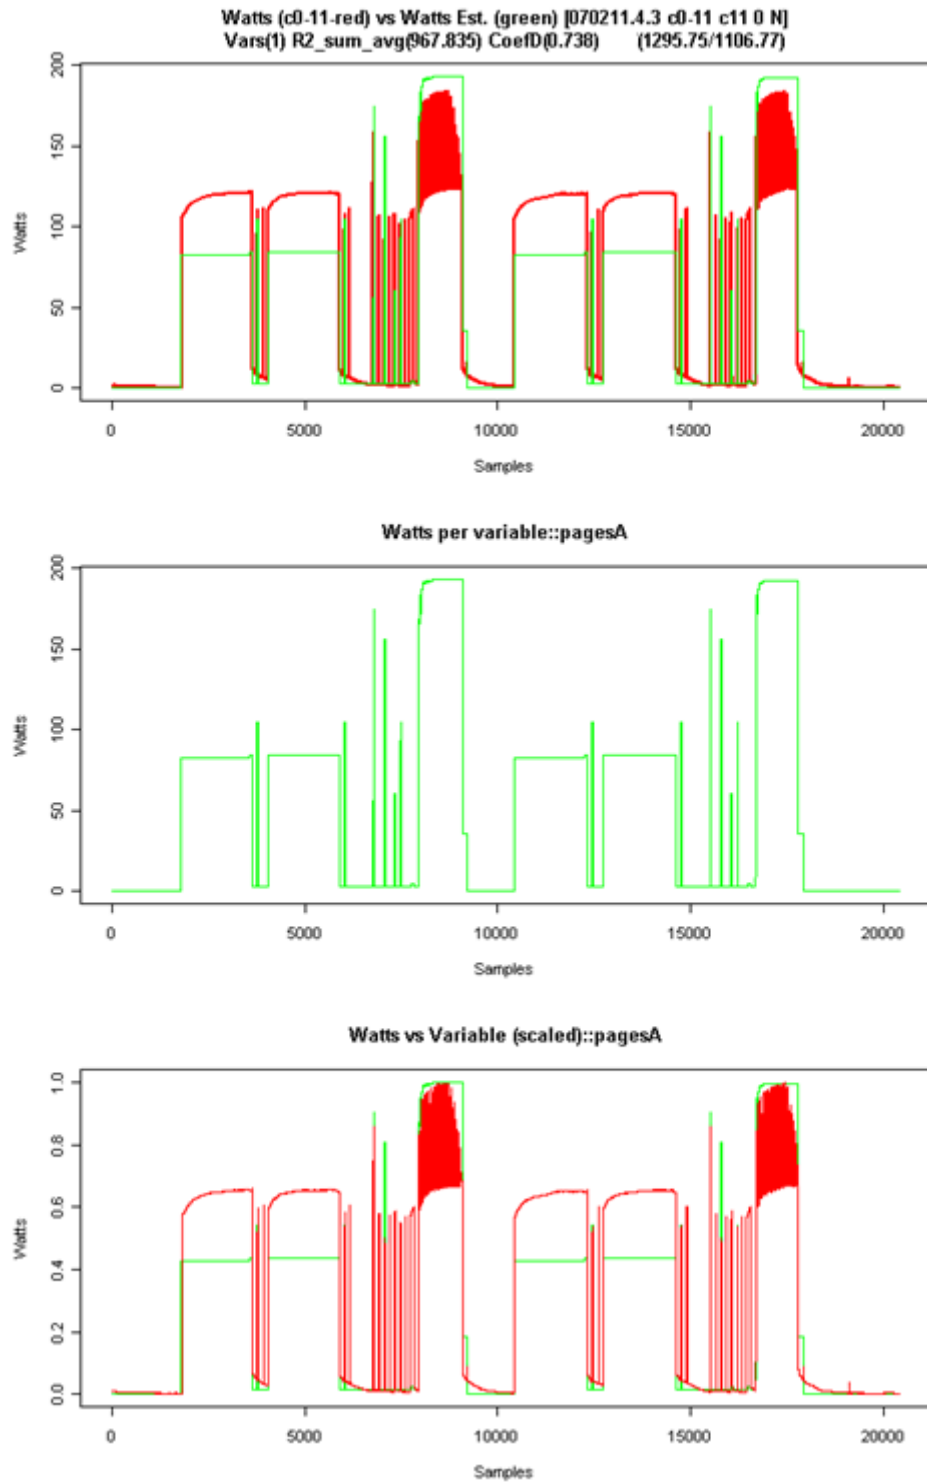 Watts (c0-11-red) vs Watts Est. (green) [070211.4.3 c0-11 c11 0 N]
Vars(1) R2_sum_avg(967.835) CoefD(0.738) (1295.75/1106.77)
200
150
100
50
0
Watts
0 5000 10000 15000 20000
Samples
Watts per variable::pagesA
200
150
100
50
0
Watts
0 5000 10000 15000 20000
Samples
Watts vs Variable (scaled)::pagesA
1.0
0.8
0.6
0.4
0.2
0.0
Watts
0 5000 10000 15000 20000
Samples